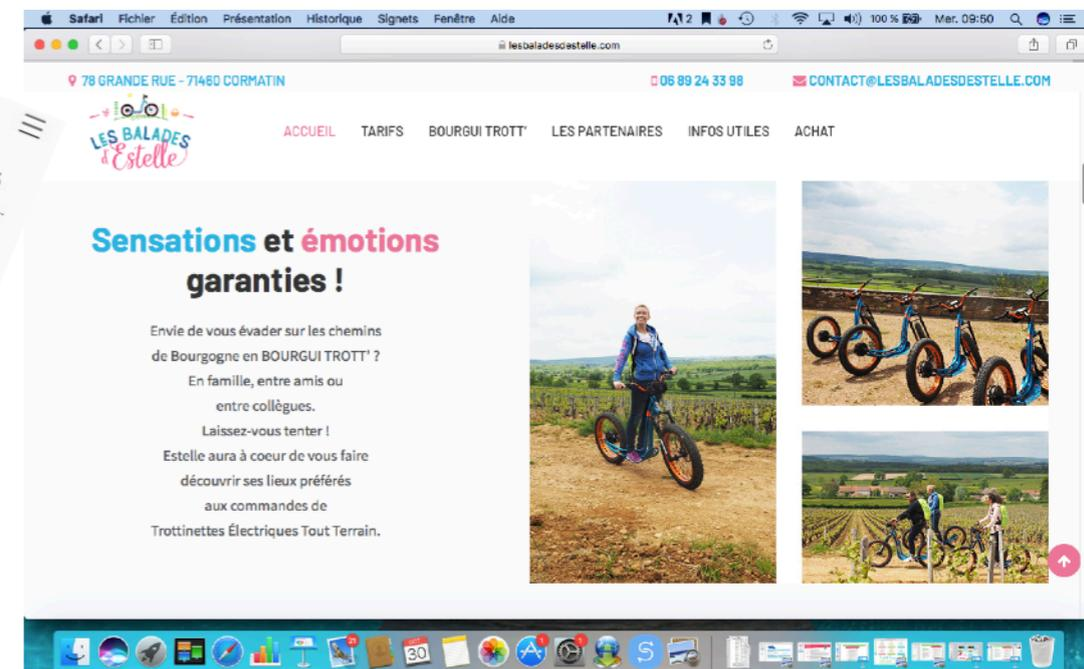 Safari Fichier Édition Présentation Historique Signets Fenêtre Aide
2 100 % Mer. 09:50
lesbaladesdestelle.com
78 GRANDE RUE - 71460 CORMATIN
06 89 24 33 98
CONTACT@LESBALADESDESTELLE.COM
LES BALADES
d'Estelle
ACCUEIL TARIFS BOURGUI TROTT' LES PARTENAIRES INFOS UTILES ACHAT
Sensations et émotions
garanties !
Envie de vous évader sur les chemins
de Bourgogne en BOURGUI TROTT' ?
En famille, entre amis ou
entre collègues.
Laissez-vous tenter !
Estelle aura à coeur de vous faire
découvrir ses lieux préférés
aux commandes de
Trottinettes Électriques Tout Terrain.
OCT
30